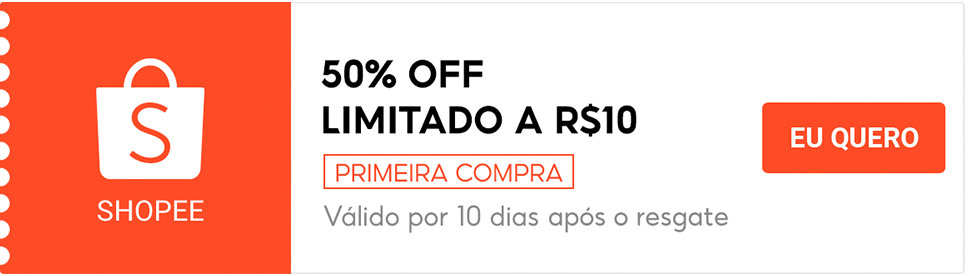 S
SHOPEE
50% OFF
LIMITADO A R$10
PRIMEIRA COMPRA
Válido por 10 dias após o resgate
EU QUERO